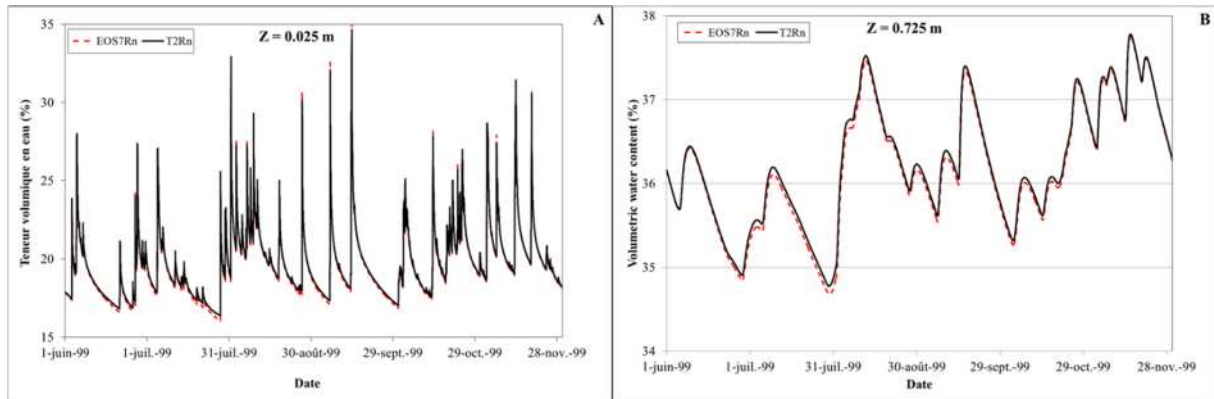 A
Z = 0.025 m
EOS7Rn
T2Rn
Teneur volumique en eau (%)
35
30
25
20
15
1-juin-99
1-juil.-99
31-juil.-99
30-août-99
29-sept.-99
29-oct.-99
28-nov.-99
Date
B
Z = 0.725 m
EOS7Rn
T2Rn
Volumetric water content (%)
38
37
36
35
34
1-juin-99
1-juil.-99
31-juil.-99
30-août-99
29-sept.-99
29-oct.-99
28-nov.-99
Date